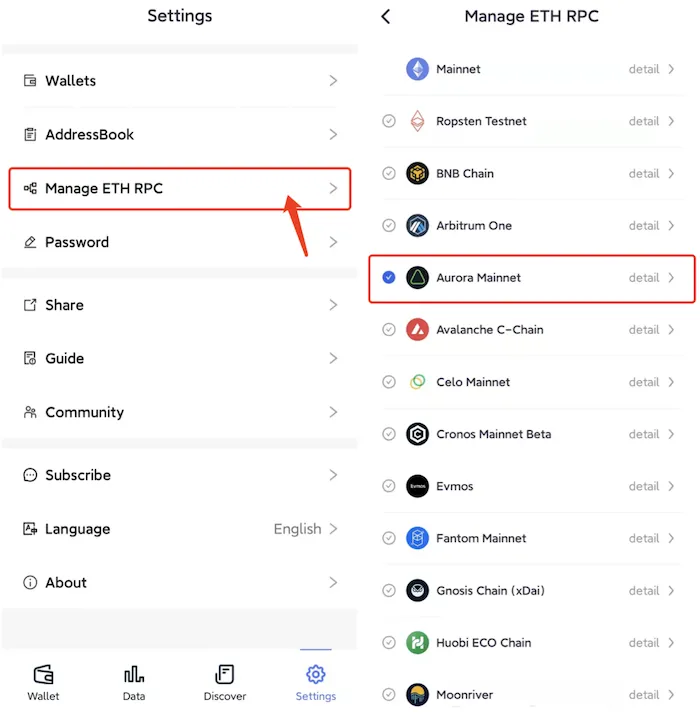 Settings
Wallets
AddressBook
Manage ETH RPC
Password
Share
Guide
Community
Subscribe
Language English
About
Wallet Data Discover Settings
Manage ETH RPC
Mainnet detail
Ropsten Testnet detail
BNB Chain detail
Arbitrum One detail
Aurora Mainnet detail
Avalanche C-Chain detail
Celo Mainnet detail
Cronos Mainnet Beta detail
Evmos Evmos detail
Fantom Mainnet detail
Gnosis Chain (xDai) detail
Huobi ECO Chain detail
Moonriver detail